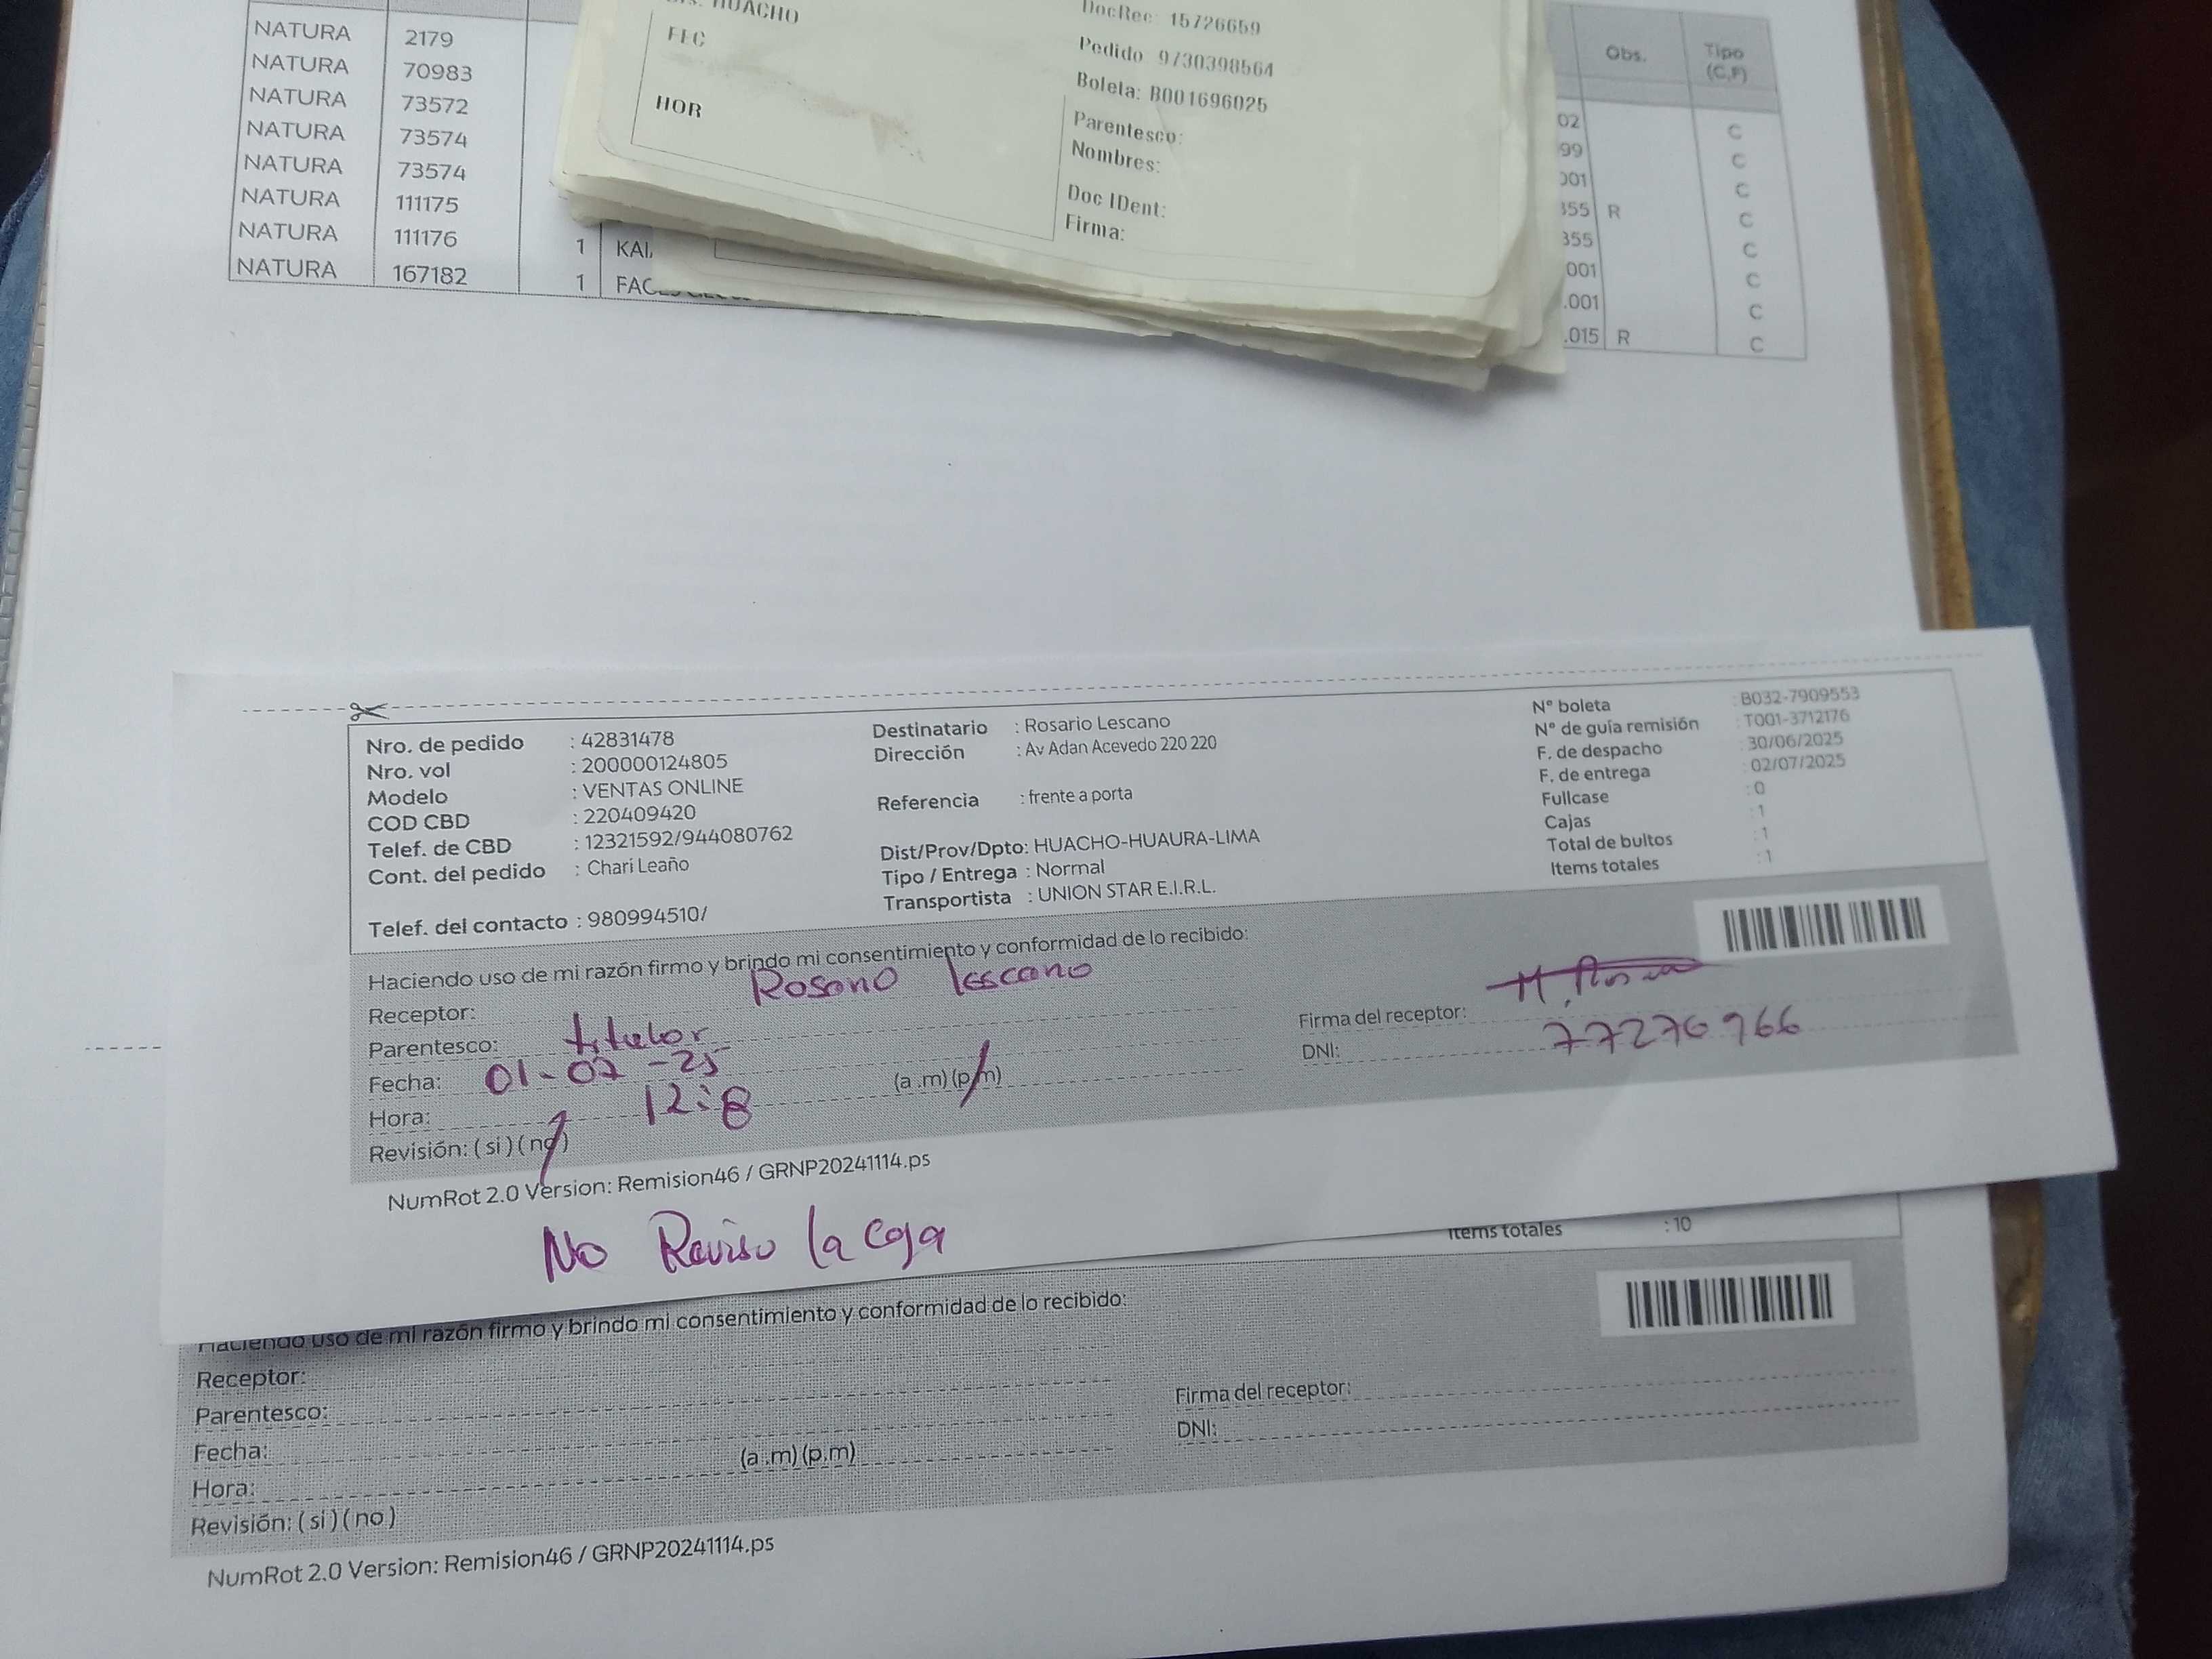 NATURA 2179
NATURA 70983
NATURA 73572
NATURA 73574
NATURA 73574
NATURA 111175
NATURA 111176 1
NATURA 167182 1
HUACHO
FEC
HOR
DocRec: 15726659
Pedido 9730398564
Boleta: B001696025
Parentesco:
Nombres:
Doc IDent:
Firma:
Obs. Tipo (C,F)
02 C
99 C
001 C
355 R C
355 C
001 C
.001 C
.015 R C
Nro. de pedido : 42831478
Nro. vol : 200000124805
Modelo : VENTAS ONLINE
COD CBD : 220409420
Telef. de CBD : 12321592/944080762
Cont. del pedido : Chari Leaño
Telef. del contacto : 980994510/
Destinatario : Rosario Lescano
Dirección : Av Adan Acevedo 220 220
Referencia : frente a porta
Dist/Prov/Dpto: HUACHO-HUAURA-LIMA
Tipo / Entrega : Normal
Transportista : UNION STAR E.I.R.L.
N° boleta : B032-7909553
N° de guía remisión : T001-3712176
F. de despacho : 30/06/2025
F. de entrega : 02/07/2025
Fullcase : 0
Cajas : 1
Total de bultos : 1
Items totales : 1
Haciendo uso de mi razón firmo y brindo mi consentimiento y conformidad de lo recibido:
Receptor: Rosario Lescano
Parentesco: titular
Fecha: 01-07-25
Hora: 12:8 (a .m) (p.m)
Revisión: ( si ) ( no )
Firma del receptor:
DNI: 77276966
NumRot 2.0 Version: Remision46 / GRNP20241114.ps
No Reviso la caja
Items totales : 10
Haciendo uso de mi razón firmo y brindo mi consentimiento y conformidad de lo recibido:
Receptor:
Parentesco:
Fecha:
Hora: (a .m) (p.m)
Revisión: ( si ) ( no )
Firma del receptor:
DNI:
NumRot 2.0 Version: Remision46 / GRNP20241114.ps